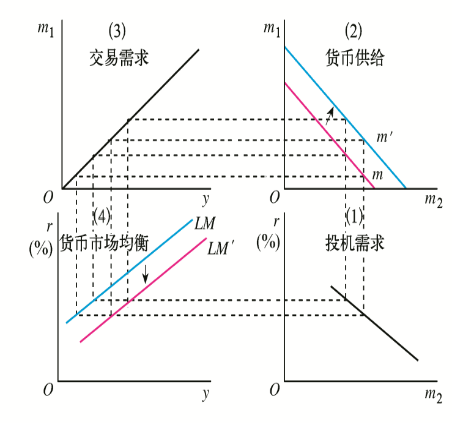 m₁
(3)
交易需求
O
y
m₁
(2)
货币供给
m′
m
O
m₂
r
(%)
(4)
货币市场均衡
LM
LM′
O
y
r
(%)
(1)
投机需求
O
m₂